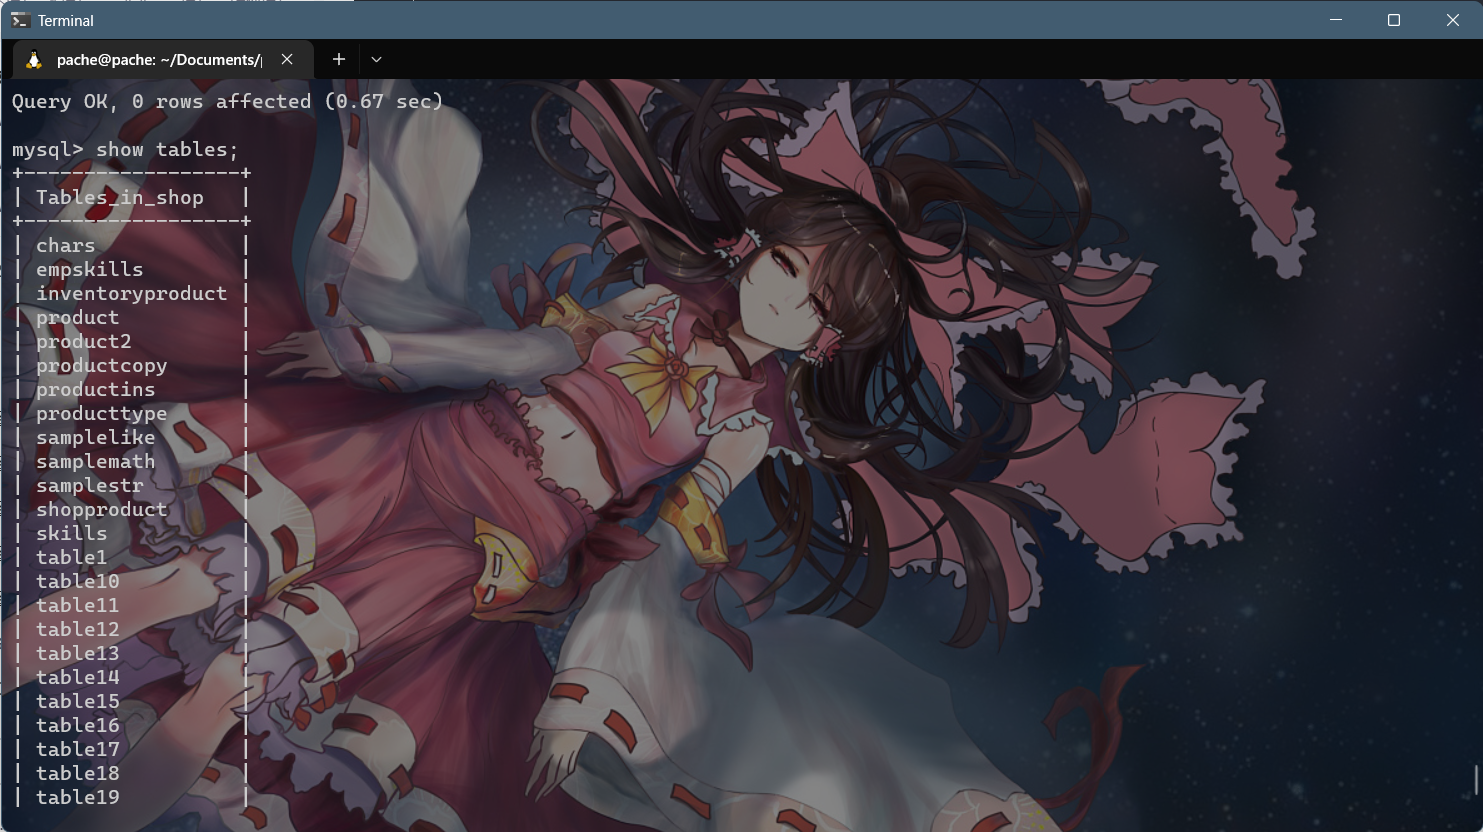 Terminal
pache@pache: ~/Documents/
Query OK, 0 rows affected (0.67 sec)
mysql> show tables;
+------------------+
| Tables_in_shop   |
+------------------+
| chars            |
| empskills        |
| inventoryproduct |
| product          |
| product2         |
| productcopy      |
| productins       |
| producttype      |
| samplelike       |
| samplemath       |
| samplestr        |
| shopproduct      |
| skills           |
| table1           |
| table10          |
| table11          |
| table12          |
| table13          |
| table14          |
| table15          |
| table16          |
| table17          |
| table18          |
| table19          |